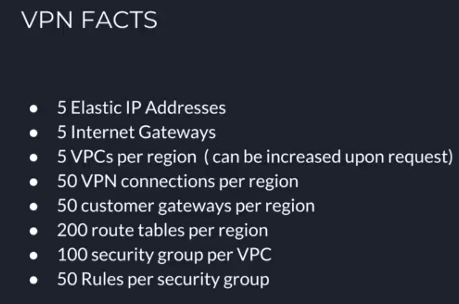 VPN FACTS
● 5 Elastic IP Addresses
● 5 Internet Gateways
● 5 VPCs per region ( can be increased upon request)
● 50 VPN connections per region
● 50 customer gateways per region
● 200 route tables per region
● 100 security group per VPC
● 50 Rules per security group